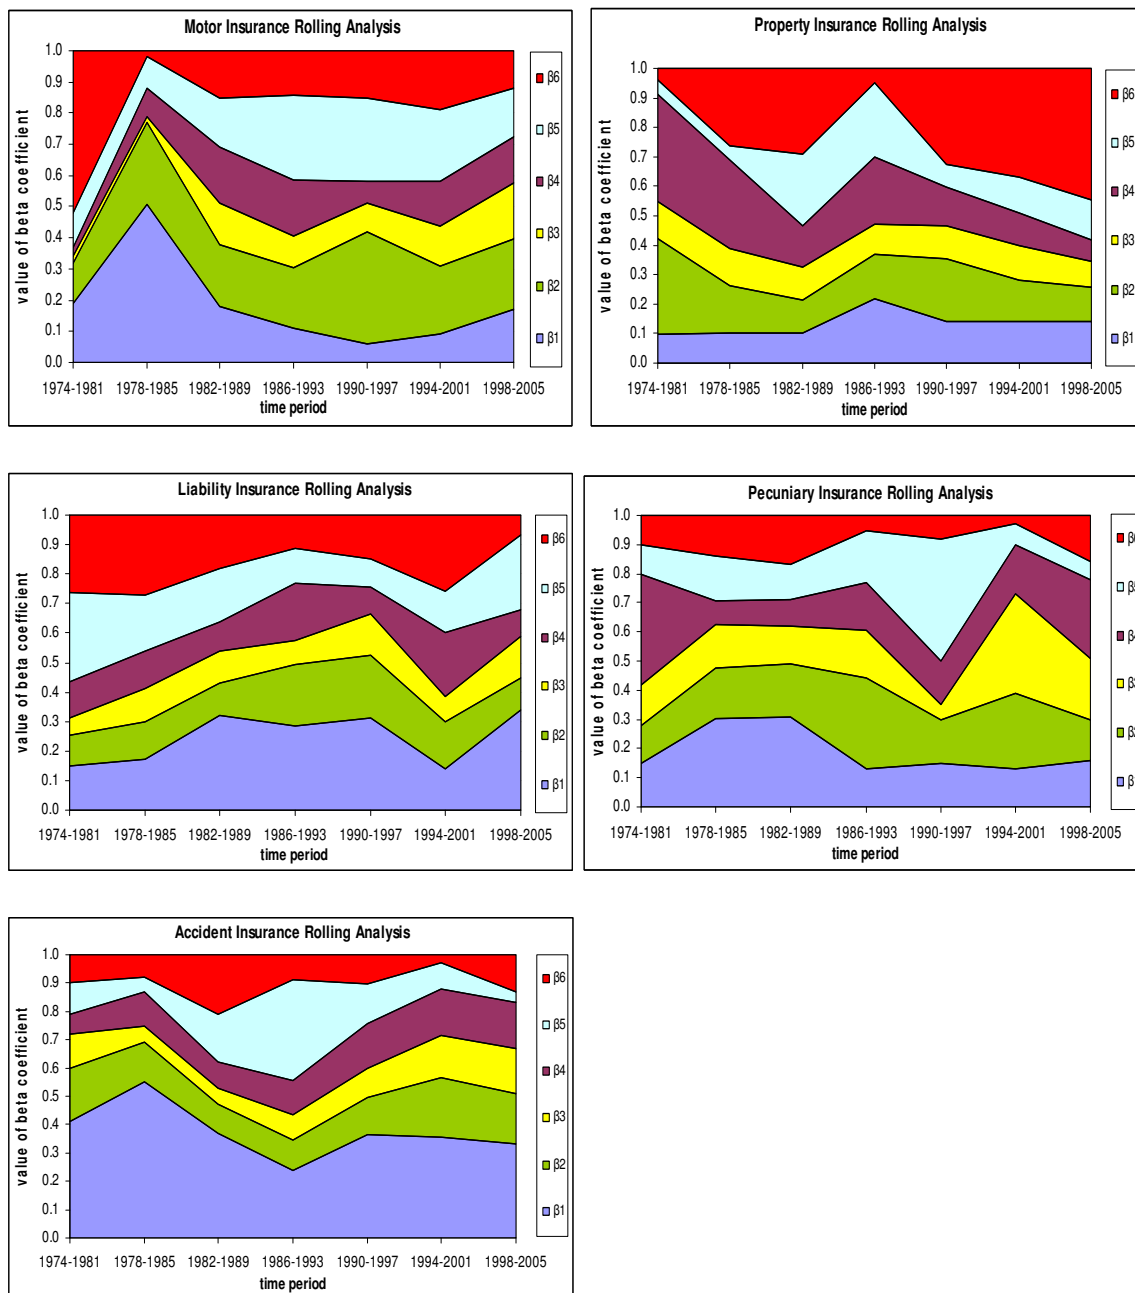 Motor Insurance Rolling Analysis
value of beta coefficient
1.0
0.9
0.8
0.7
0.6
0.5
0.4
0.3
0.2
0.1
0.0
β6
β5
β4
β3
β2
β1
1974-1981 1978-1985 1982-1989 1986-1993 1990-1997 1994-2001 1998-2005
time period
Property Insurance Rolling Analysis
value of beta coefficient
1.0
0.9
0.8
0.7
0.6
0.5
0.4
0.3
0.2
0.1
0.0
β6
β5
β4
β3
β2
β1
1974-1981 1978-1985 1982-1989 1986-1993 1990-1997 1994-2001 1998-2005
time period
Liability Insurance Rolling Analysis
value of beta coefficient
1.0
0.9
0.8
0.7
0.6
0.5
0.4
0.3
0.2
0.1
0.0
β6
β5
β4
β3
β2
β1
1974-1981 1978-1985 1982-1989 1986-1993 1990-1997 1994-2001 1998-2005
time period
Pecuniary Insurance Rolling Analysis
value of beta coefficient
1.0
0.9
0.8
0.7
0.6
0.5
0.4
0.3
0.2
0.1
0.0
1974-1981 1978-1985 1982-1989 1986-1993 1990-1997 1994-2001 1998-2005
time period
Accident Insurance Rolling Analysis
value of beta coefficient
1.0
0.9
0.8
0.7
0.6
0.5
0.4
0.3
0.2
0.1
0.0
β6
β5
β4
β3
β2
β1
1974-1981 1978-1985 1982-1989 1986-1993 1990-1997 1994-2001 1998-2005
time period